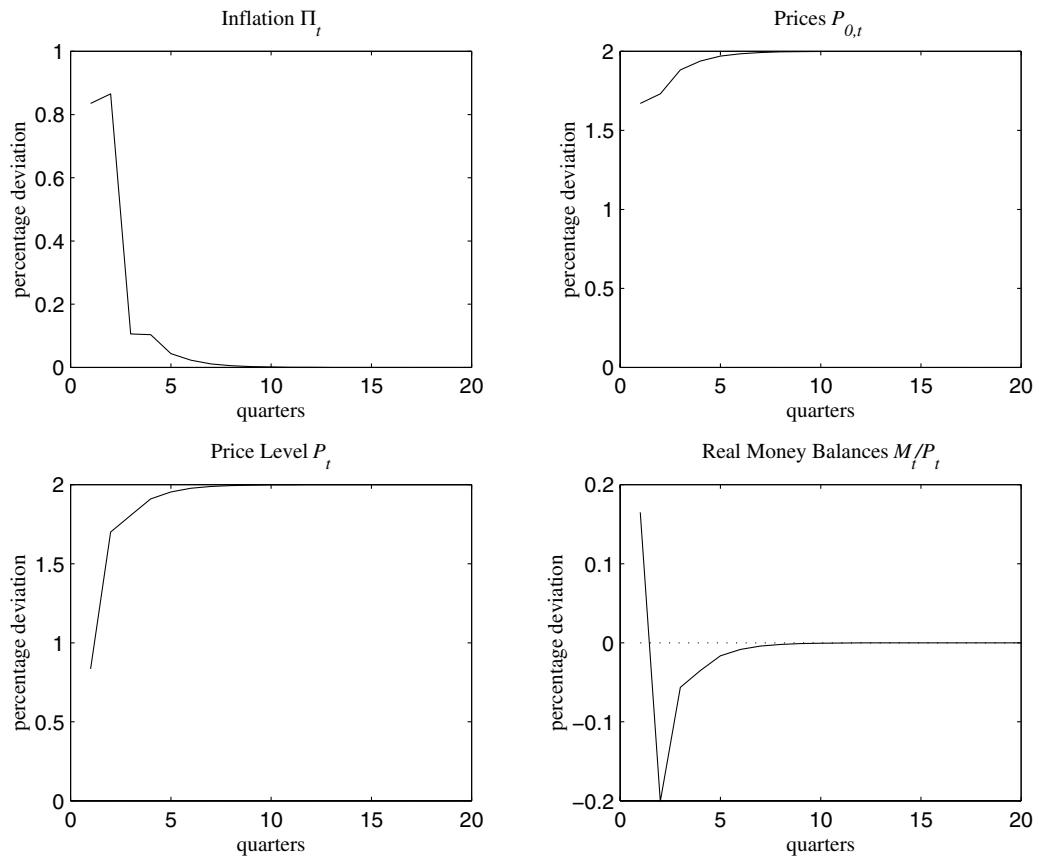 Inflation Π_t
1
0.8
0.6
0.4
0.2
0
percentage deviation
0 5 10 15 20
quarters
Prices P_{0,t}
2
1.5
1
0.5
0
percentage deviation
0 5 10 15 20
quarters
Price Level P_t
2
1.5
1
0.5
0
percentage deviation
0 5 10 15 20
quarters
Real Money Balances M_t/P_t
0.2
0.1
0
−0.1
−0.2
percentage deviation
0 5 10 15 20
quarters